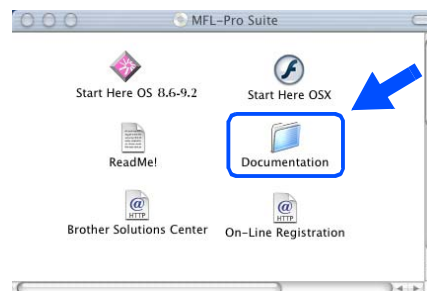 MFL-Pro Suite
Start Here OS 8.6-9.2
Start Here OSX
ReadMe!
Documentation
@
HTTP
@
HTTP
Brother Solutions Center
On-Line Registration